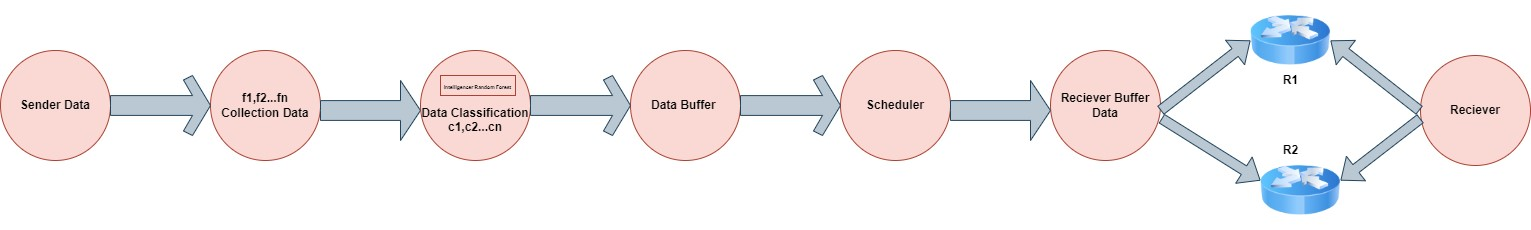 Sender Data
f1,f2...fn
Collection Data
Intelligencer Random Forest
Data Classification
c1,c2...cn
Data Buffer
Scheduler
Reciever Buffer
Data
R1
R2
Reciever